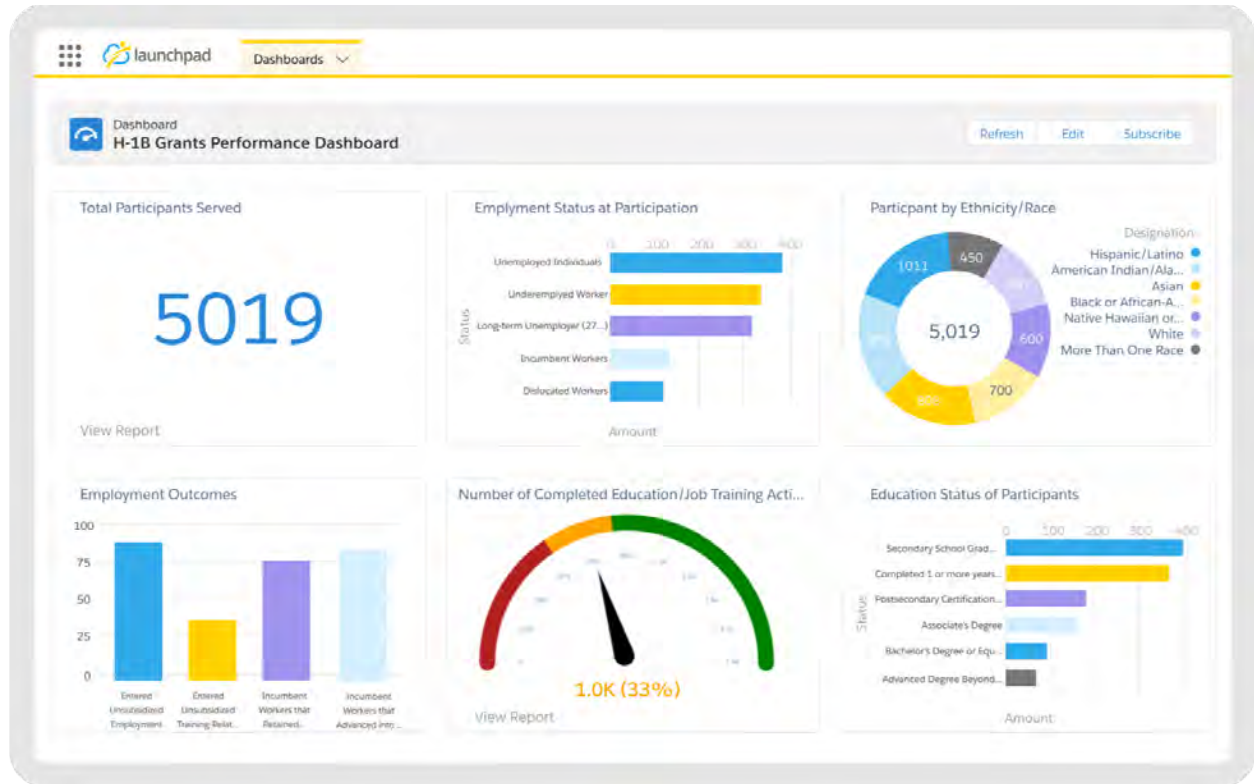 launchpad
Dashboards
Dashboard
H-1B Grants Performance Dashboard
Refresh
Edit
Subscribe
Total Participants Served
5019
View Report
Emplyment Status at Participation
0 100 200 300 400
Status
Unemployed Individuals
Underemplyed Worker
Long-term Unemployer (27...)
Incumbent Workers
Dislocated Workers
Amount
Particpant by Ethnicity/Race
Designation
Hispanic/Latino
American Indian/Ala...
Asian
Black or African-A...
Native Hawaiian or...
White
More Than One Race
1011
450
600
700
5,019
Employment Outcomes
100
75
50
25
0
Entered
Unsubsidized
Employment
Entered
Unsubsidized
Training Relat...
Incumbent
Workers that
Retained...
Incumbent
Workers that
Advanced into ...
Number of Completed Education/Job Training Acti...
1.0K (33%)
View Report
Education Status of Participants
0 100 200 300 400
Status
Secondary School Grad...
Completed 1 or more years...
Postsecondary Certification...
Associate's Degree
Bachelor's Degree or Equ...
Advanced Degree Beyond...
Amount